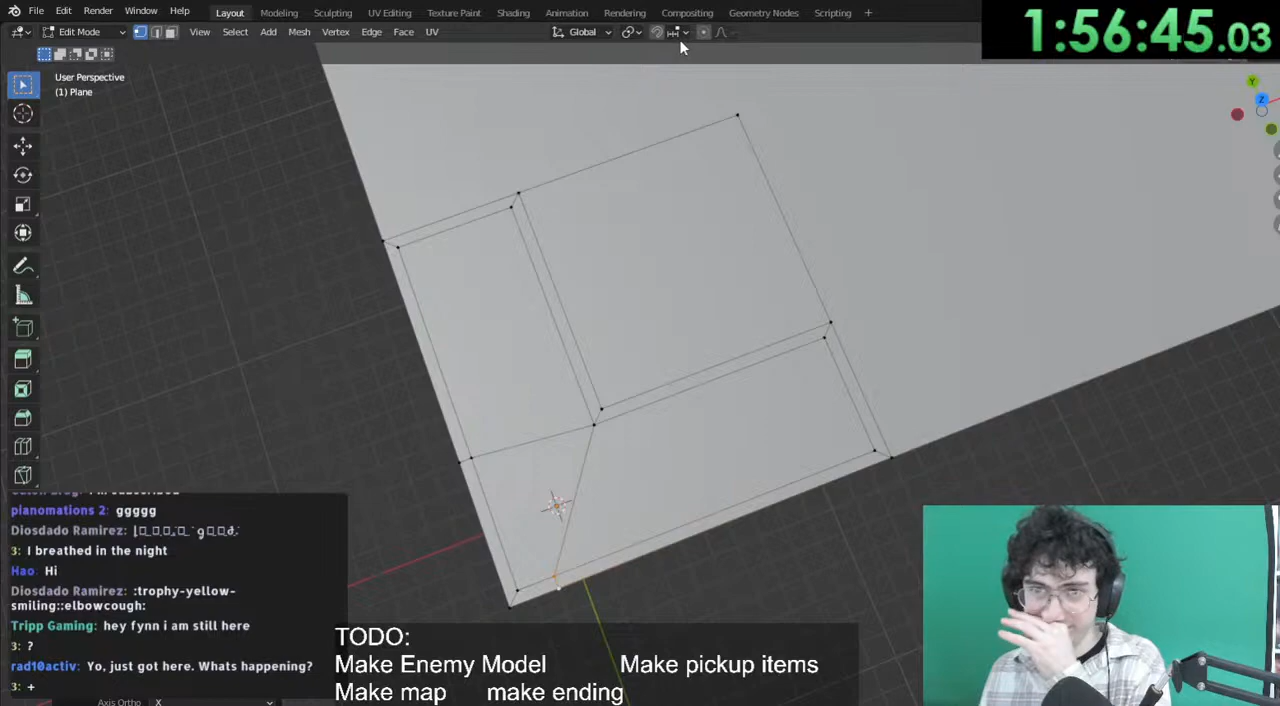 File Edit Render Window Help Layout Modeling Sculpting UV Editing Texture Paint Shading Animation Rendering Compositing Geometry Nodes Scripting +
1:56:45.03
Edit Mode View Select Add Mesh Vertex Edge Face UV Global
User Perspective
(1) Plane
Y
Z
pianomations 2: ggggg
Diosdado Ramirez:
3: I breathed in the night
Hao. Hi
Diosdado Ramirez: :trophy-yellow-
smiling::elbowcough:
Tripp Gaming: hey fynn i am still here
3: ?
rad10activ: Yo, just got here. Whats happening?
3: +
TODO:
Make Enemy Model Make pickup items
Make map make ending
Axis Ortho X